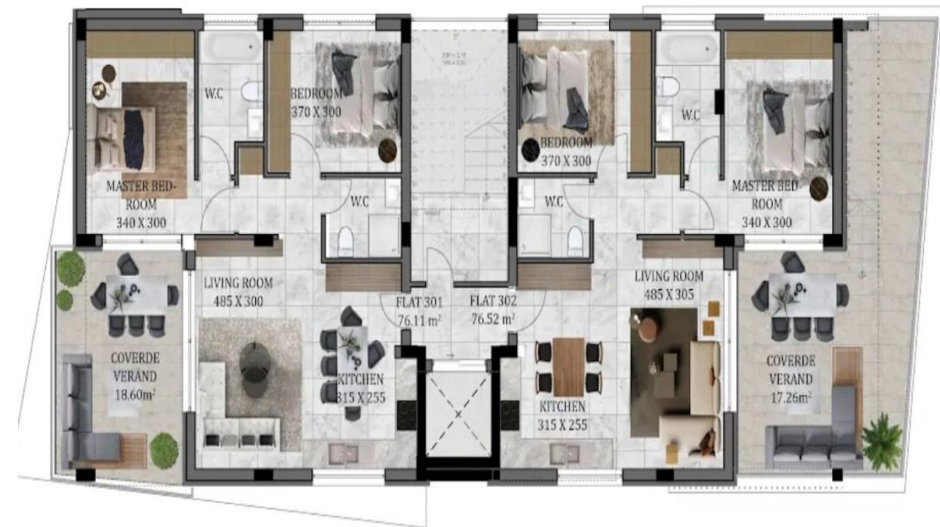 W.C
BEDROOM
370 X 300
MASTER BED-
ROOM
340 X 300
W.C
LIVING ROOM
485 X 300
COVERDE
VERAND
18.60m²
KITCHEN
315 X 255
FLAT 301
76.11 m²
FLAT 302
76.52 m²
BEDROOM
370 X 300
W.C
W.C
MASTER BED-
ROOM
340 X 300
LIVING ROOM
485 X 305
KITCHEN
315 X 255
COVERDE
VERAND
17.26m²